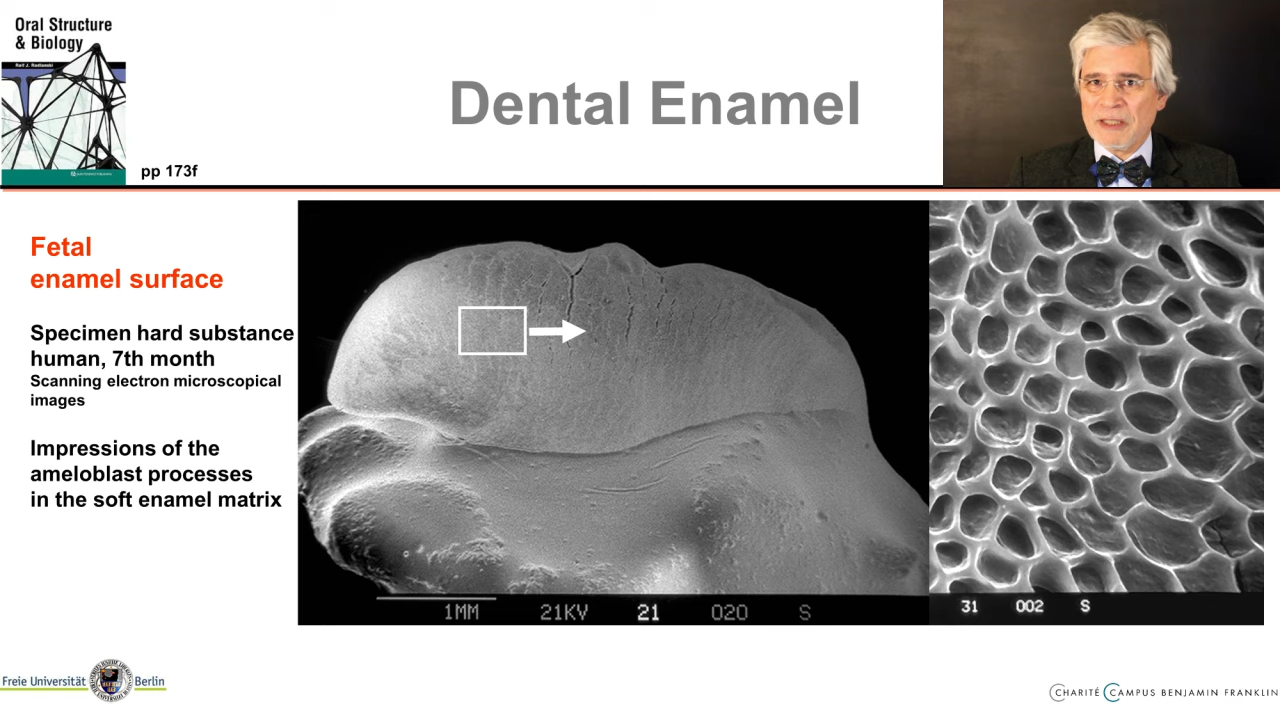 Oral Structure
& Biology
Ralf J. Radlanski
pp 173f
Dental Enamel
Fetal
enamel surface
Specimen hard substance
human, 7th month
Scanning electron microscopical
images
Impressions of the
ameloblast processes
in the soft enamel matrix
1MM 21KV 21 020 S
31 002 S
Freie Universität Berlin
CHARITÉ CAMPUS BENJAMIN FRANKLIN